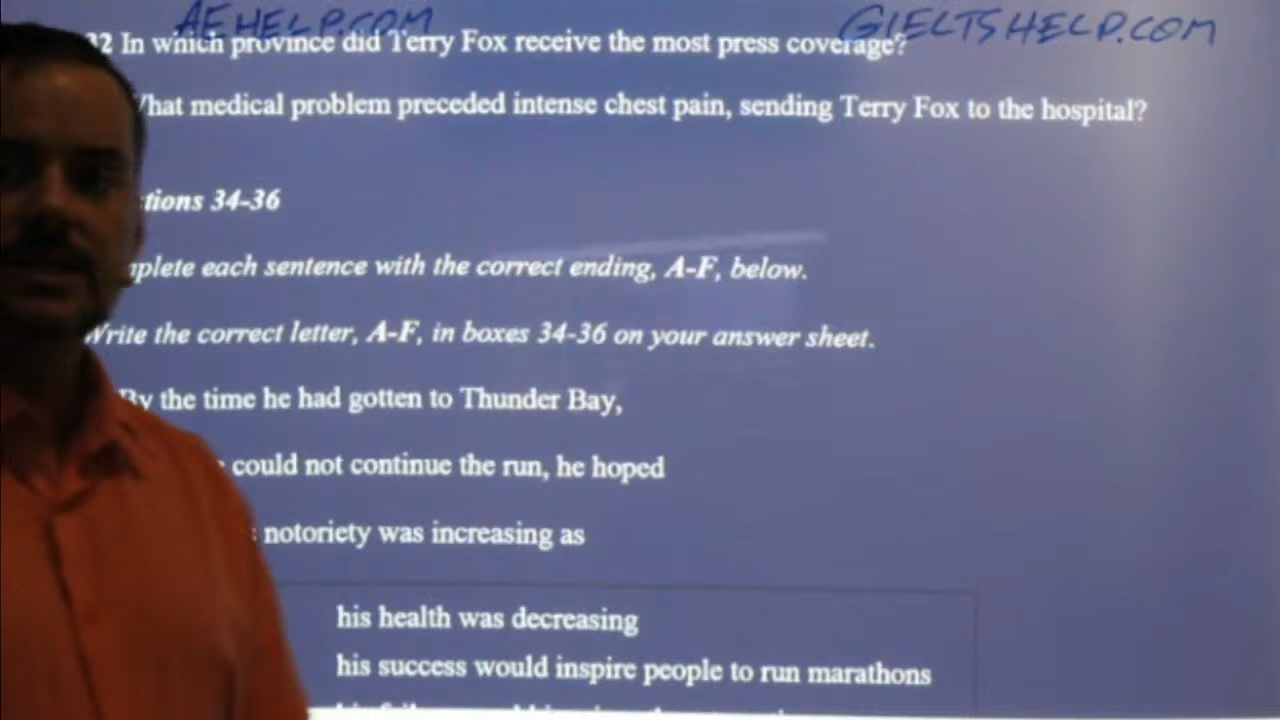 AEHELP.COM
GIELTSHELP.COM
32 In which province did Terry Fox receive the most press coverage?
What medical problem preceded intense chest pain, sending Terry Fox to the hospital?
tions 34-36
mplete each sentence with the correct ending, A-F, below.
Write the correct letter, A-F, in boxes 34-36 on your answer sheet.
By the time he had gotten to Thunder Bay,
could not continue the run, he hoped
notoriety was increasing as
his health was decreasing
his success would inspire people to run marathons